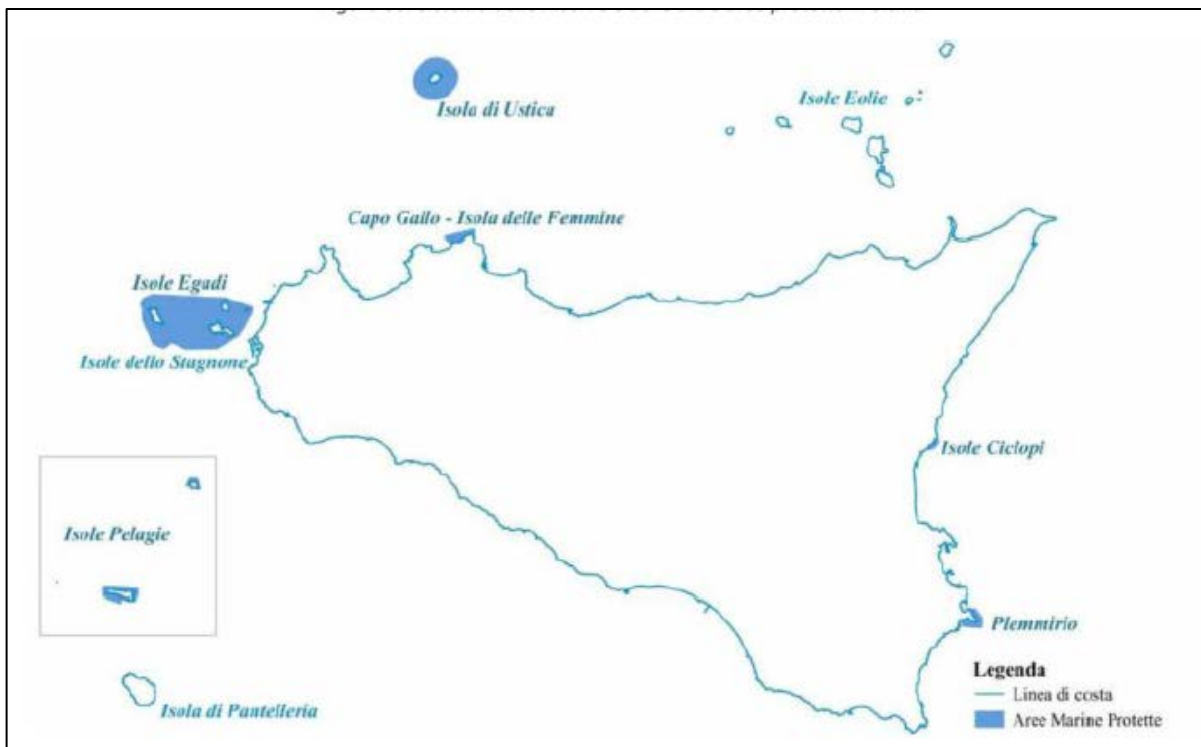 Isola di Ustica
Isole Eolie
Capo Gallo - Isola delle Femmine
Isole Egadi
Isole dello Stagnone
Isole Ciclopi
Isole Pelagie
Plemmirio
Legenda
Linea di costa
Aree Marine Protette
Isola di Pantelleria